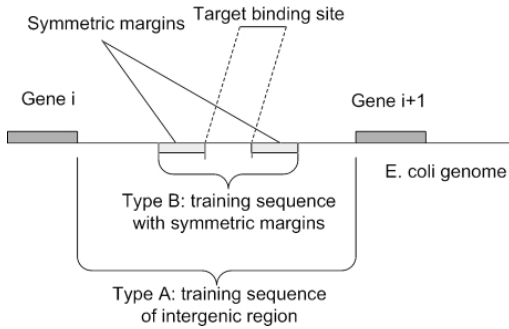 Target binding site
Symmetric margins
Gene i
Gene i+1
E. coli genome
Type B: training sequence
with symmetric margins
Type A: training sequence
of intergenic region